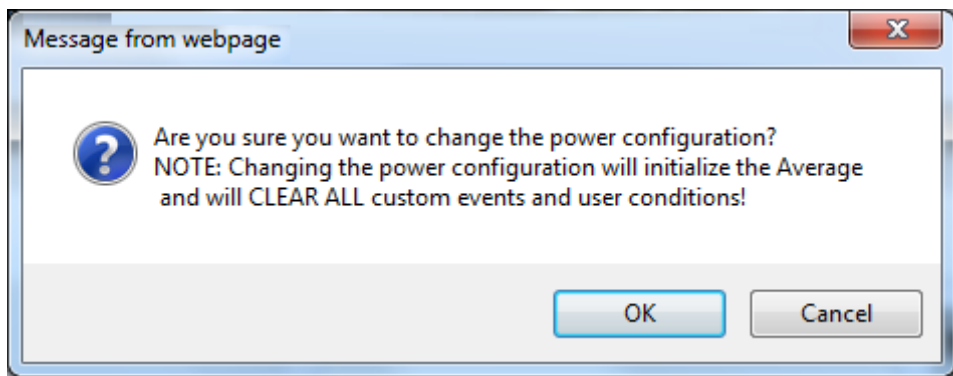 Message from webpage
Are you sure you want to change the power configuration?
NOTE: Changing the power configuration will initialize the Average
and will CLEAR ALL custom events and user conditions!
OK
Cancel